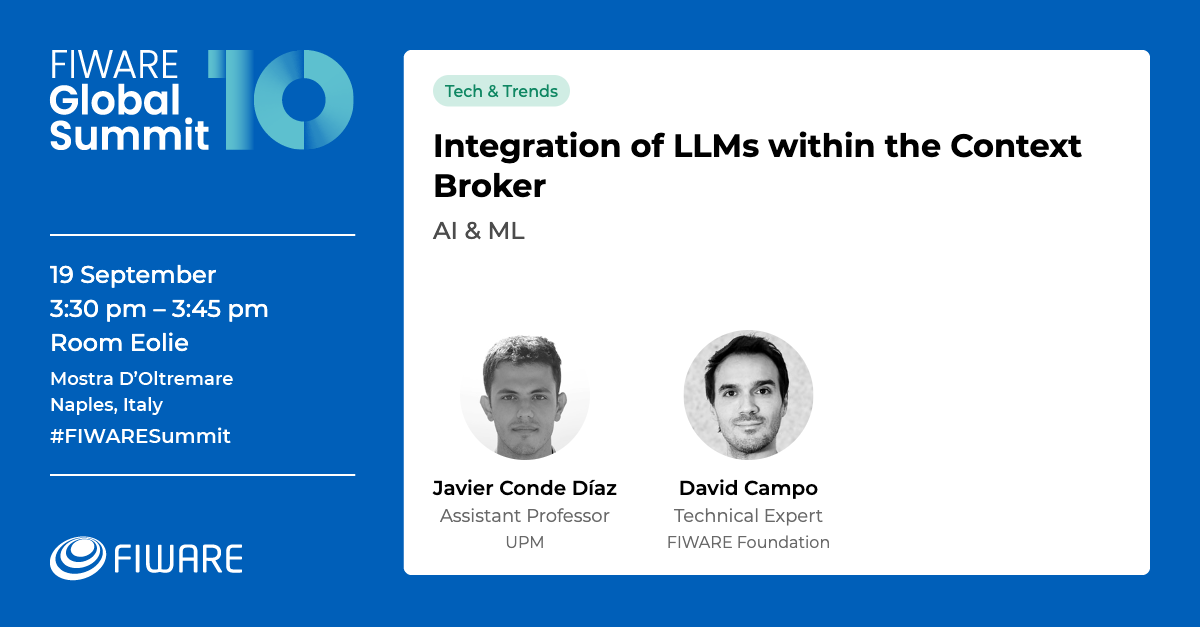 FIWARE
Global
Summit
10
19 September
3:30 pm – 3:45 pm
Room Eolie
Mostra D’Oltremare
Naples, Italy
#FIWARESummit
FIWARE
Tech & Trends
Integration of LLMs within the Context
Broker
AI & ML
Javier Conde Díaz
Assistant Professor
UPM
David Campo
Technical Expert
FIWARE Foundation